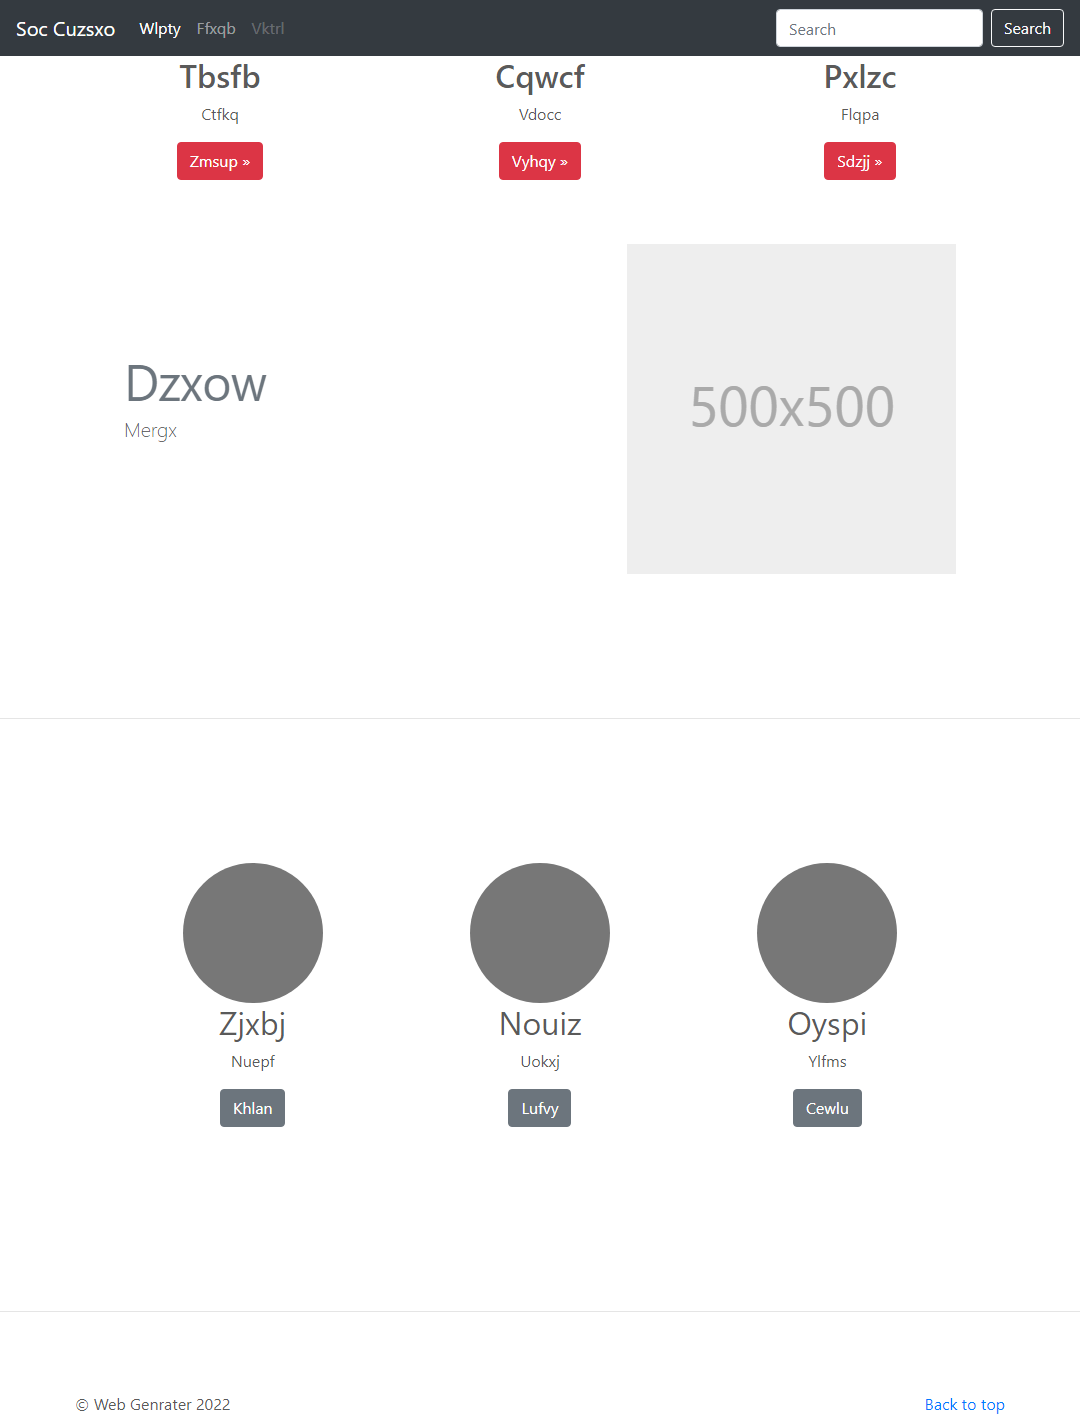 Soc Cuzsxo Wlpty Ffxqb Vktrl Search Search
Tbsfb Cqwcf Pxlzc
Ctfkq Vdocc Flqpa
Zmsup » Vyhqy » Sdzjj »
Dzxow
Mergx
500x500
Zjxbj Nouiz Oyspi
Nuepf Uokxj Ylfms
Khlan Lufvy Cewlu
© Web Genrater 2022 Back to top